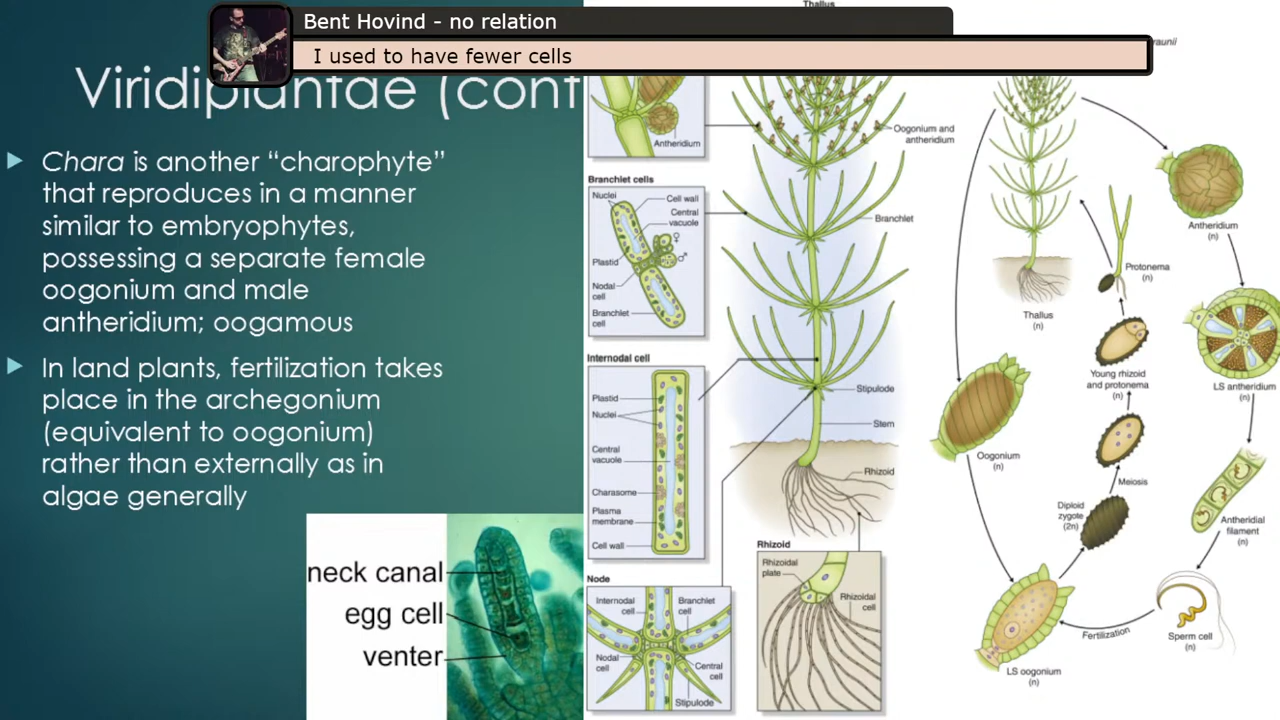 Thallus
Bent Hovind - no relation
I used to have fewer cells
raunii
Viridiplantae (cont
Chara is another “charophyte”
that reproduces in a manner
similar to embryophytes,
possessing a separate female
oogonium and male
antheridium; oogamous
In land plants, fertilization takes
place in the archegonium
(equivalent to oogonium)
rather than externally as in
algae generally
neck canal
egg cell
venter
Antheridium
Oogonium and
antheridium
Branchlet cells
Nuclei
Cell wall
Central
vacuole
♀
♂
Plastid
Nodal
cell
Branchlet
cell
Branchlet
Internodal cell
Plastid
Nuclei
Central
vacuole
Charasome
Plasma
membrane
Cell wall
Stipulode
Stem
Rhizoid
Node
Internodal
cell
Branchlet
cell
Nodal
cell
Central
cell
Stipulode
Rhizoid
Rhizoidal
plate
Rhizoidal
cell
Thallus
(n)
Protonema
(n)
Antheridium
(n)
Young rhizoid
and protonema
(n)
LS antheridium
(n)
Oogonium
(n)
Meiosis
Diploid
zygote
(2n)
Antheridial
filament
(n)
Fertilization
Sperm cell
(n)
LS oogonium
(n)